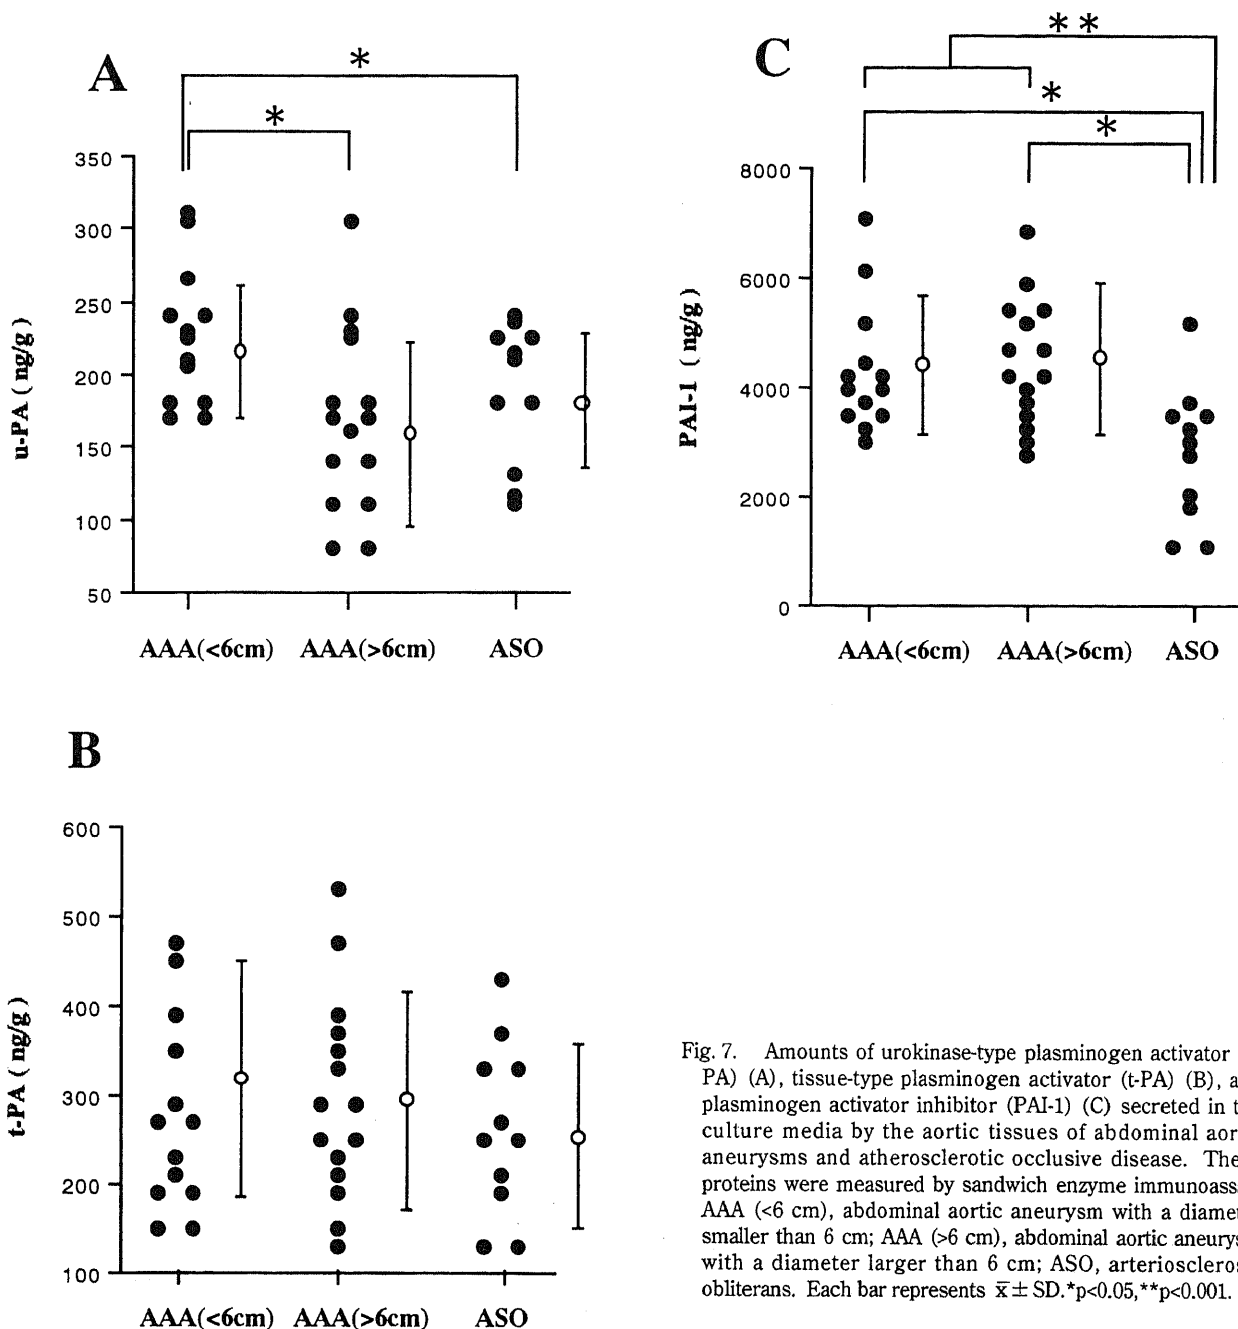 A
*
*
350
300
250
200
150
100
50
u-PA ( ng/g )
AAA(<6cm) AAA(>6cm) ASO
C
* *
*
*
8000
6000
4000
2000
0
PAI-1 ( ng/g )
AAA(<6cm) AAA(>6cm) ASO
B
600
500
400
300
200
100
t-PA ( ng/g )
AAA(<6cm) AAA(>6cm) ASO
Fig. 7. Amounts of urokinase-type plasminogen activator
PA) (A), tissue-type plasminogen activator (t-PA) (B), a
plasminogen activator inhibitor (PAI-1) (C) secreted in t
culture media by the aortic tissues of abdominal aor
aneurysms and atherosclerotic occlusive disease. The
proteins were measured by sandwich enzyme immunoass
AAA (<6 cm), abdominal aortic aneurysm with a diame
smaller than 6 cm; AAA (>6 cm), abdominal aortic aneurys
with a diameter larger than 6 cm; ASO, arterioscleros
obliterans. Each bar represents x̅ ± SD.*p<0.05,**p<0.001.